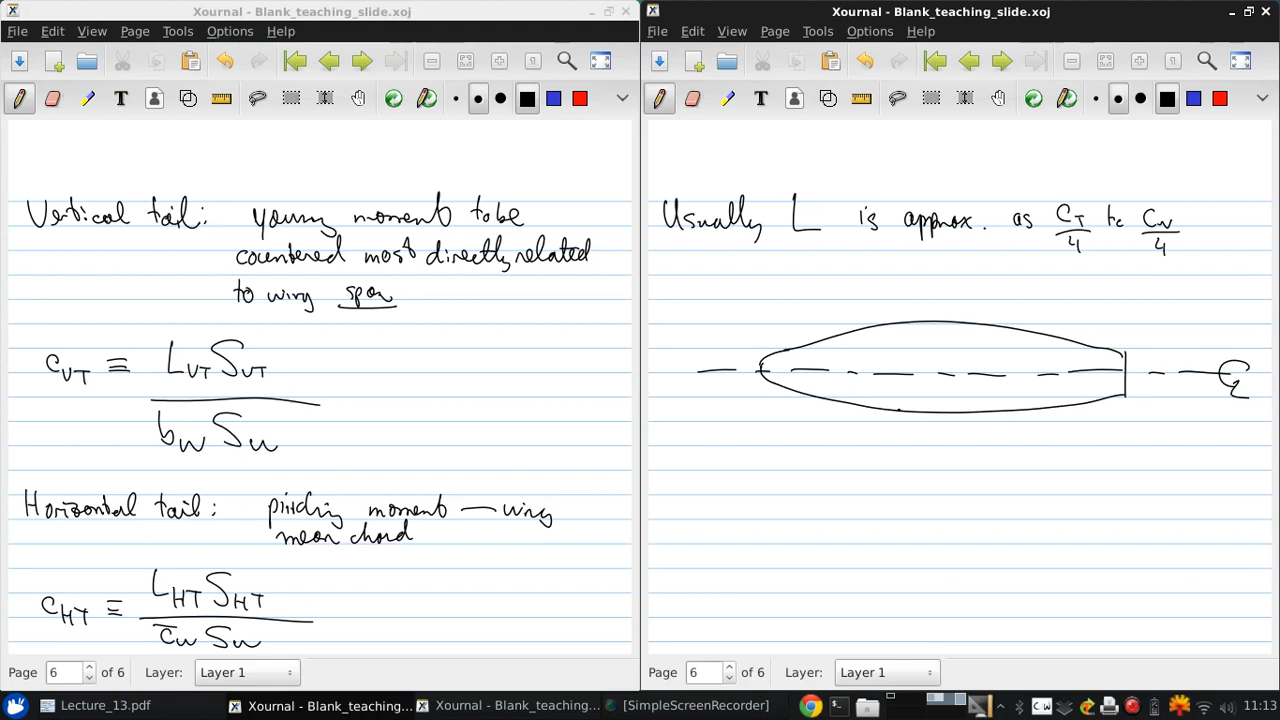 Xournal - Blank_teaching_slide.xoj
File Edit View Page Tools Options Help
Vertical tail: yawing moment to be
countered most directly related
to wing span
c_VT ≡ L_VT S_VT / b_W S_W
Horizontal tail: pitching moment — wing
mean chord
c_HT ≡ L_HT S_HT / c̄_W S_W
Page 6 of 6 Layer: Layer 1
Xournal - Blank_teaching_slide.xoj
File Edit View Page Tools Options Help
Usually L is approx. as C_T/4 to C_W/4
Page 6 of 6 Layer: Layer 1
Lecture_13.pdf Xournal - Blank_teaching... Xournal - Blank_teaching... [SimpleScreenRecorder] 11:13